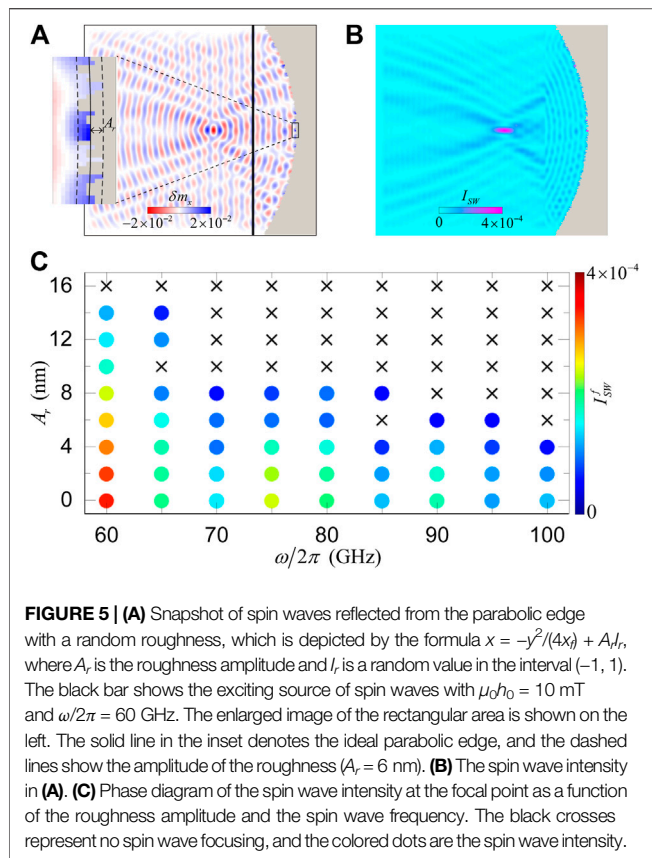 A
B
A_r
δm_x
−2×10⁻² 2×10⁻²
I_SW
0 4×10⁻⁴
C
16
12
8
4
0
A_r (nm)
60 65 70 75 80 85 90 95 100
ω/2π (GHz)
4×10⁻⁴
I^f_SW
0
FIGURE 5 | (A) Snapshot of spin waves reflected from the parabolic edge
with a random roughness, which is depicted by the formula x = −y²/(4x_f) + A_rI_r,
where A_r is the roughness amplitude and I_r is a random value in the interval (−1, 1).
The black bar shows the exciting source of spin waves with μ₀h₀ = 10 mT
and ω/2π = 60 GHz. The enlarged image of the rectangular area is shown on the
left. The solid line in the inset denotes the ideal parabolic edge, and the dashed
lines show the amplitude of the roughness (A_r = 6 nm). (B) The spin wave intensity
in (A). (C) Phase diagram of the spin wave intensity at the focal point as a function
of the roughness amplitude and the spin wave frequency. The black crosses
represent no spin wave focusing, and the colored dots are the spin wave intensity.